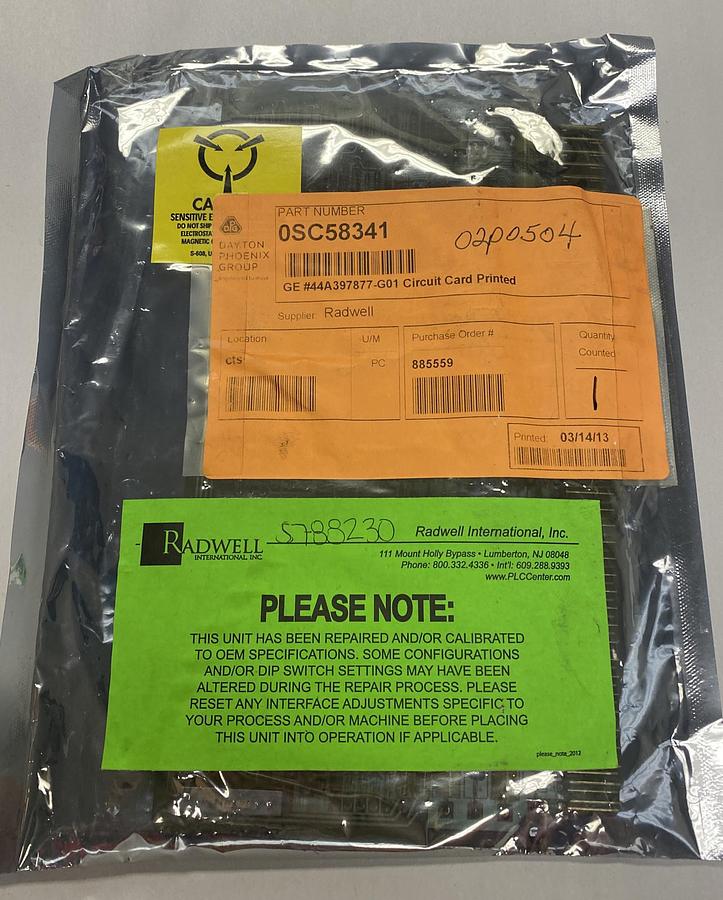 CA
SENSITIVE E
DO NOT SHIP
ELECTROSTA
MAGNETIC
S-608, U
DAYTON
PHOENIX
GROUP
PART NUMBER
0SC58341
02P0504
GE #44A397877-G01 Circuit Card Printed
Supplier: Radwell
Location
cts
U/M
PC
Purchase Order #
885559
Quantity
Counted
1
Printed: 03/14/13
RADWELL
INTERNATIONAL, INC.
S788230
Radwell International, Inc.
111 Mount Holly Bypass • Lumberton, NJ 08048
Phone: 800.332.4336 • Int'l: 609.288.9393
www.PLCCenter.com
PLEASE NOTE:
THIS UNIT HAS BEEN REPAIRED AND/OR CALIBRATED
TO OEM SPECIFICATIONS. SOME CONFIGURATIONS
AND/OR DIP SWITCH SETTINGS MAY HAVE BEEN
ALTERED DURING THE REPAIR PROCESS. PLEASE
RESET ANY INTERFACE ADJUSTMENTS SPECIFIC TO
YOUR PROCESS AND/OR MACHINE BEFORE PLACING
THIS UNIT INTO OPERATION IF APPLICABLE.
please_note_2012